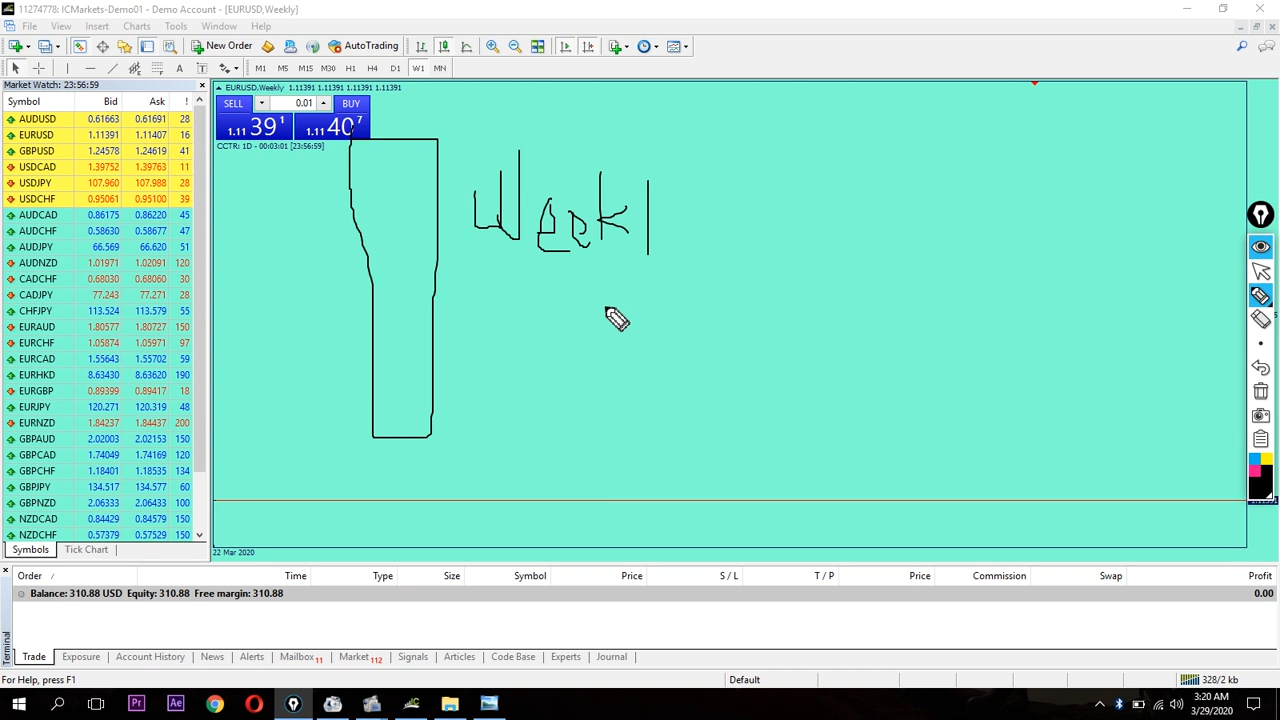 11274778: ICMarkets-Demo01 - Demo Account - [EURUSD,Weekly]
File View Insert Charts Tools Window Help
New Order AutoTrading
A T M1 M5 M15 M30 H1 H4 D1 W1 MN
Market Watch: 23:56:59
Symbol Bid Ask !
AUDUSD 0.61663 0.61691 28
EURUSD 1.11391 1.11407 16
GBPUSD 1.24578 1.24619 41
USDCAD 1.39752 1.39763 11
USDJPY 107.960 107.988 28
USDCHF 0.95061 0.95100 39
AUDCAD 0.86175 0.86220 45
AUDCHF 0.58630 0.58677 47
AUDJPY 66.569 66.620 51
AUDNZD 1.01971 1.02091 120
CADCHF 0.68030 0.68060 30
CADJPY 77.243 77.271 28
CHFJPY 113.524 113.579 55
EURAUD 1.80577 1.80727 150
EURCHF 1.05874 1.06971 97
EURCAD 1.55643 1.55702 59
EURHKD 8.63430 8.63620 190
EURGBP 0.89399 0.89417 18
EURJPY 120.271 120.319 48
EURNZD 1.84237 1.84437 200
GBPAUD 2.02003 2.02153 150
GBPCAD 1.74049 1.74169 120
GBPCHF 1.18401 1.18535 134
GBPJPY 134.517 134.577 60
GBPNZD 2.06333 2.06433 100
NZDCAD 0.84429 0.84579 150
NZDCHF 0.57379 0.57529 150
Symbols Tick Chart
EURUSD,Weekly 1.11391 1.11391 1.11391 1.11391
SELL 0.01 BUY
1.11 39 1 1.11 40 7
CCTR: 1D - 00:03:01 [23:56:59]
Weekl
22 Mar 2020
Order / Time Type Size Symbol Price S / L T / P Price Commission Swap Profit
Balance: 310.88 USD Equity: 310.88 Free margin: 310.88 0.00
Terminal
Trade Exposure Account History News Alerts Mailbox 11 Market 112 Signals Articles Code Base Experts Journal
For Help, press F1 Default 328/2 kb
Pr Ae
3:20 AM
3/29/2020